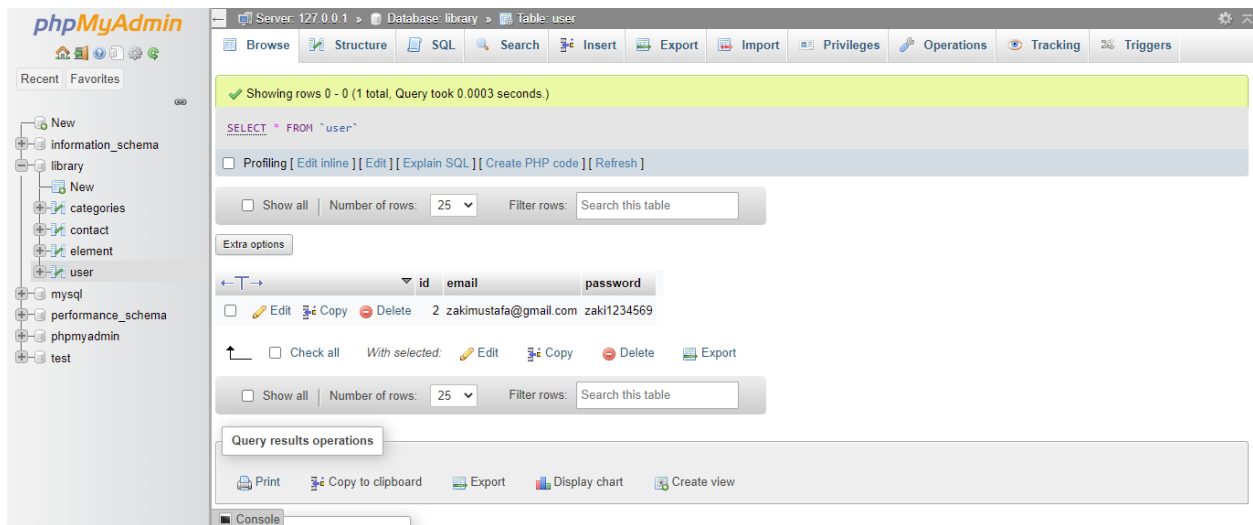 phpMyAdmin
Recent Favorites
New
information_schema
library
New
categories
contact
element
user
mysql
performance_schema
phpmyadmin
test
Server: 127.0.0.1 » Database: library » Table: user
Browse Structure SQL Search Insert Export Import Privileges Operations Tracking Triggers
Showing rows 0 - 0 (1 total, Query took 0.0003 seconds.)
SELECT * FROM `user`
Profiling [ Edit inline ] [ Edit ] [ Explain SQL ] [ Create PHP code ] [ Refresh ]
Show all | Number of rows: 25 Filter rows: Search this table
Extra options
←T→ id email password
Edit Copy Delete 2 zakimustafa@gmail.com zaki1234569
Check all With selected: Edit Copy Delete Export
Show all | Number of rows: 25 Filter rows: Search this table
Query results operations
Print Copy to clipboard Export Display chart Create view
Console